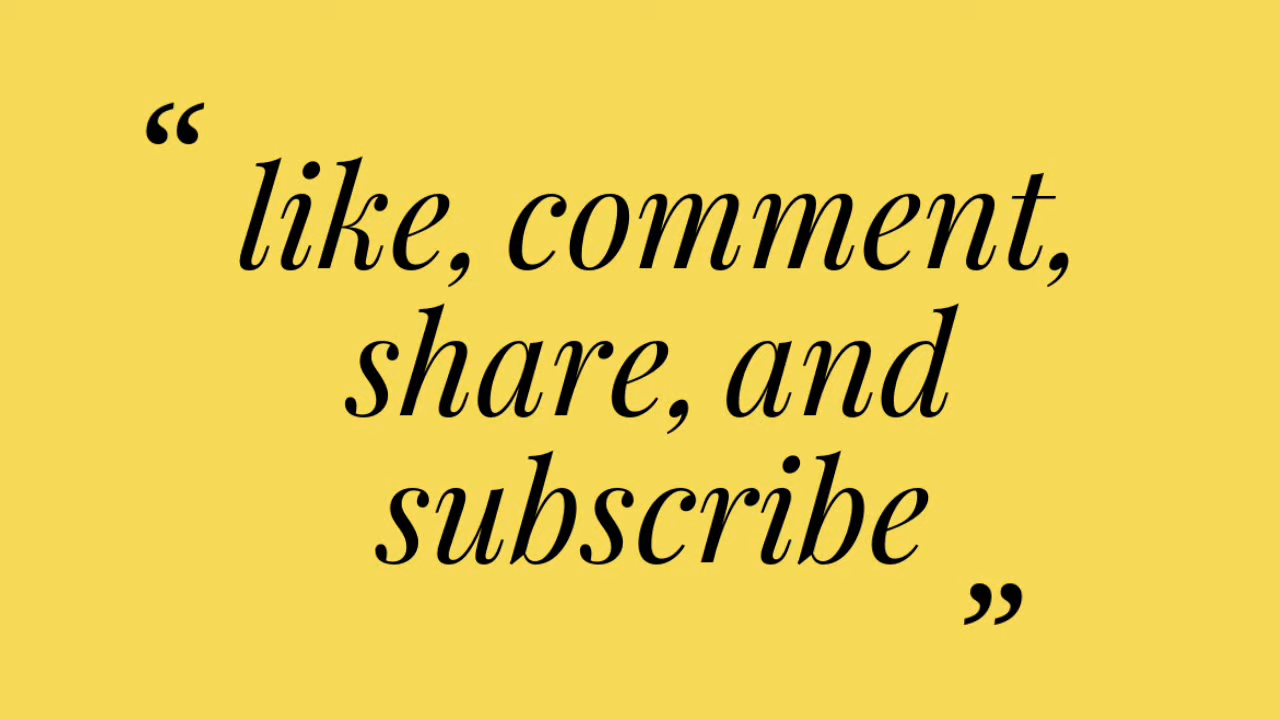 “like, comment,
share, and
subscribe”